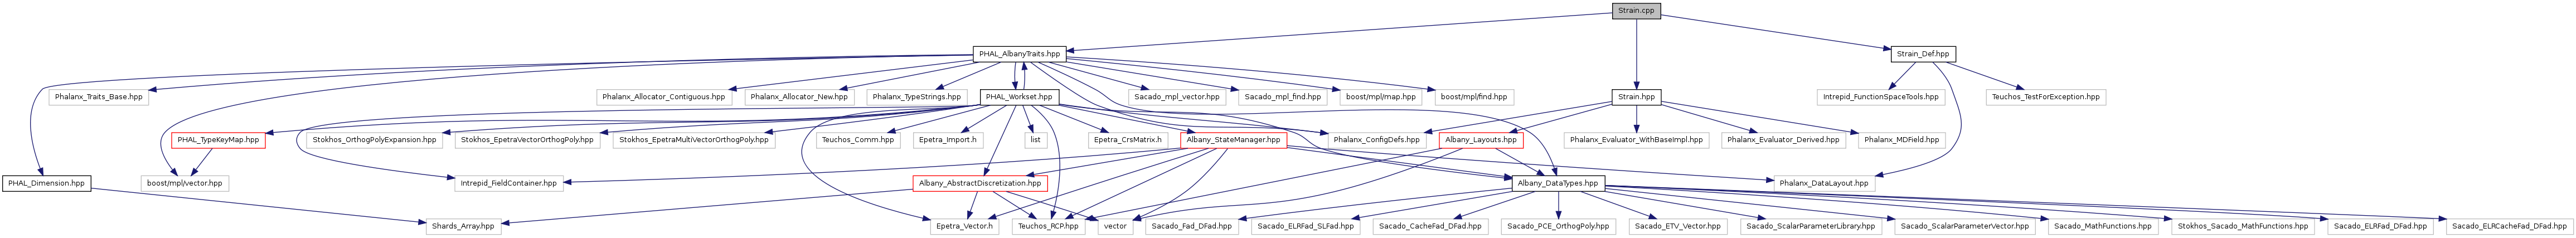 Strain.cpp
PHAL_AlbanyTraits.hpp
Strain_Def.hpp
Phalanx_Traits_Base.hpp
Phalanx_Allocator_Contiguous.hpp
Phalanx_Allocator_New.hpp
Phalanx_TypeStrings.hpp
PHAL_Workset.hpp
Sacado_mpl_vector.hpp
Sacado_mpl_find.hpp
boost/mpl/map.hpp
boost/mpl/find.hpp
Strain.hpp
Intrepid_FunctionSpaceTools.hpp
Teuchos_TestForException.hpp
PHAL_TypeKeyMap.hpp
Stokhos_OrthogPolyExpansion.hpp
Stokhos_EpetraVectorOrthogPoly.hpp
Stokhos_EpetraMultiVectorOrthogPoly.hpp
Teuchos_Comm.hpp
Epetra_Import.h
list
Epetra_CrsMatrix.h
Albany_StateManager.hpp
Phalanx_ConfigDefs.hpp
Albany_Layouts.hpp
Phalanx_Evaluator_WithBaseImpl.hpp
Phalanx_Evaluator_Derived.hpp
Phalanx_MDField.hpp
PHAL_Dimension.hpp
boost/mpl/vector.hpp
Intrepid_FieldContainer.hpp
Albany_AbstractDiscretization.hpp
Albany_DataTypes.hpp
Phalanx_DataLayout.hpp
Shards_Array.hpp
Epetra_Vector.h
Teuchos_RCP.hpp
vector
Sacado_Fad_DFad.hpp
Sacado_ELRFad_SLFad.hpp
Sacado_CacheFad_DFad.hpp
Sacado_PCE_OrthogPoly.hpp
Sacado_ETV_Vector.hpp
Sacado_ScalarParameterLibrary.hpp
Sacado_ScalarParameterVector.hpp
Sacado_MathFunctions.hpp
Stokhos_Sacado_MathFunctions.hpp
Sacado_ELRFad_DFad.hpp
Sacado_ELRCacheFad_DFad.hpp